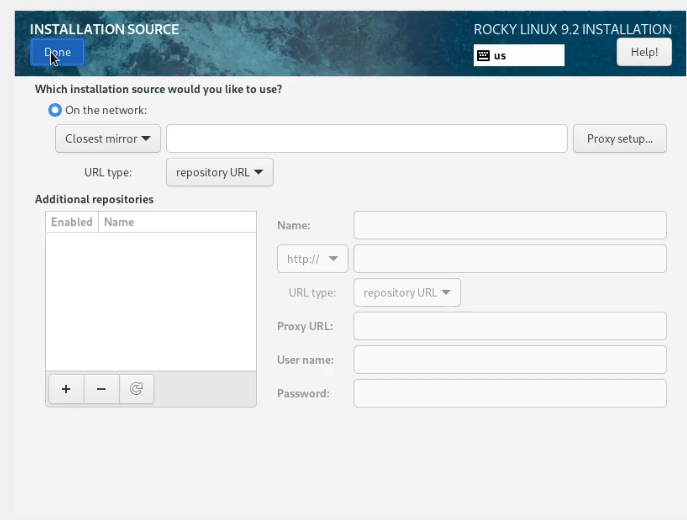 INSTALLATION SOURCE
ROCKY LINUX 9.2 INSTALLATION
Done
us
Help!
Which installation source would you like to use?
On the network:
Closest mirror
Proxy setup...
URL type:
repository URL
Additional repositories
Enabled
Name
Name:
http://
URL type:
repository URL
Proxy URL:
User name:
Password: